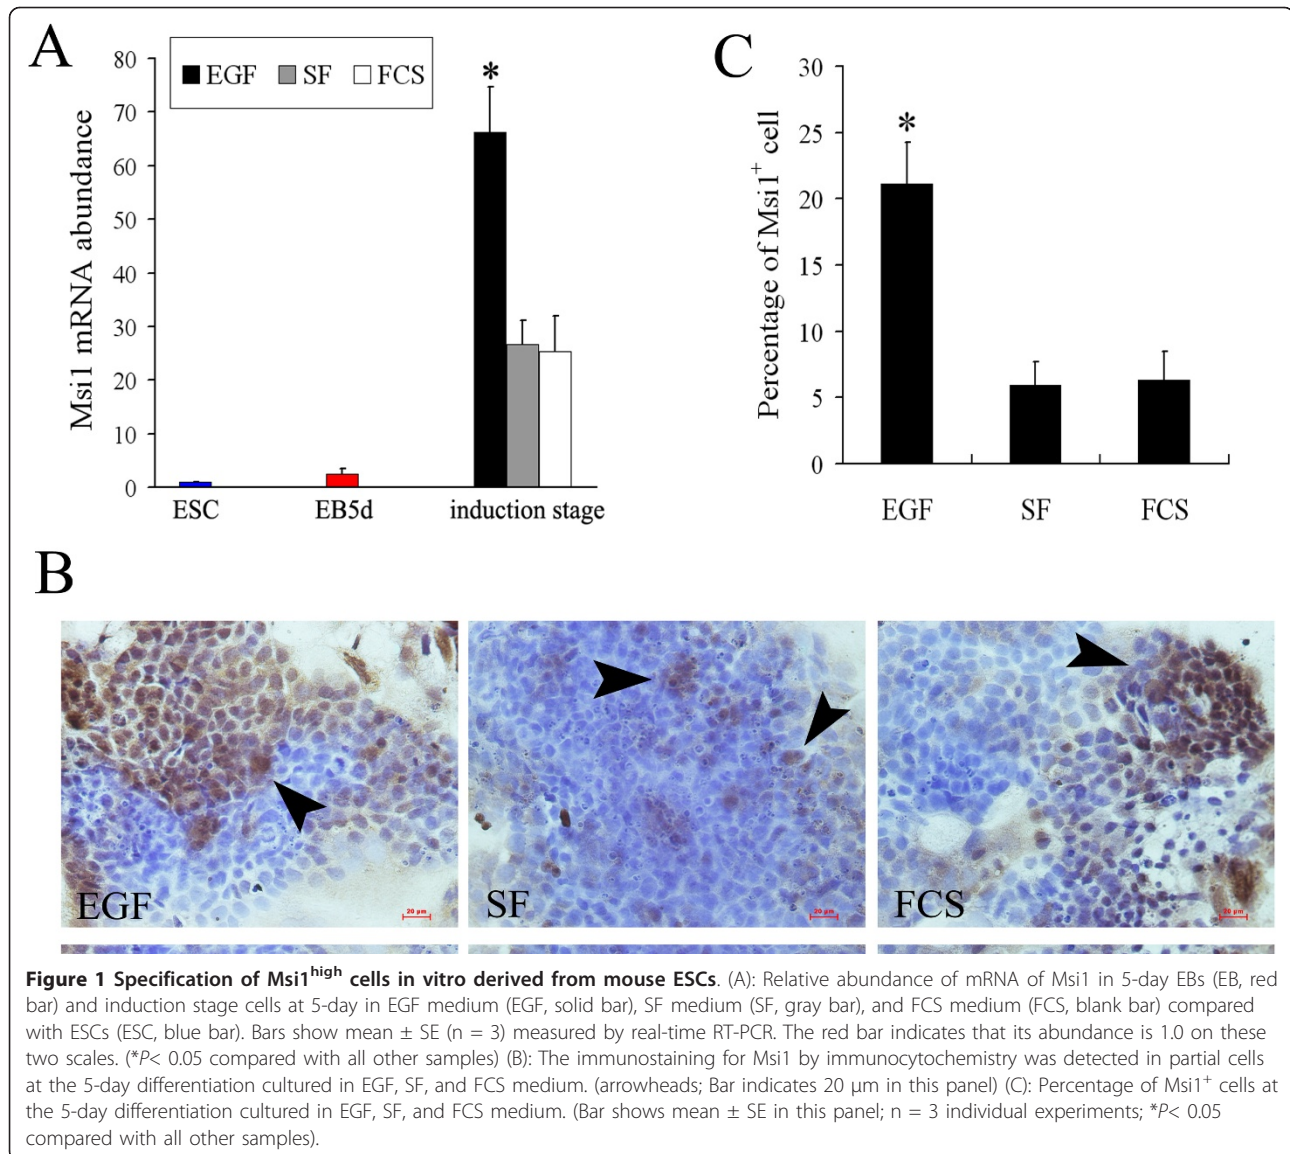 A
80
70
60
50
40
30
20
10
0
Msi1 mRNA abundance
EGF SF FCS
*
ESC EB5d induction stage
C
30
25
20
15
10
5
0
Percentage of Msi1+ cell
*
EGF SF FCS
B
EGF
20 μm
SF
20 μm
FCS
20 μm
Figure 1 Specification of Msi1high cells in vitro derived from mouse ESCs. (A): Relative abundance of mRNA of Msi1 in 5-day EBs (EB, red
bar) and induction stage cells at 5-day in EGF medium (EGF, solid bar), SF medium (SF, gray bar), and FCS medium (FCS, blank bar) compared
with ESCs (ESC, blue bar). Bars show mean ± SE (n = 3) measured by real-time RT-PCR. The red bar indicates that its abundance is 1.0 on these
two scales. (*P< 0.05 compared with all other samples) (B): The immunostaining for Msi1 by immunocytochemistry was detected in partial cells
at the 5-day differentiation cultured in EGF, SF, and FCS medium. (arrowheads; Bar indicates 20 μm in this panel) (C): Percentage of Msi1+ cells at
the 5-day differentiation cultured in EGF, SF, and FCS medium. (Bar shows mean ± SE in this panel; n = 3 individual experiments; *P< 0.05
compared with all other samples).